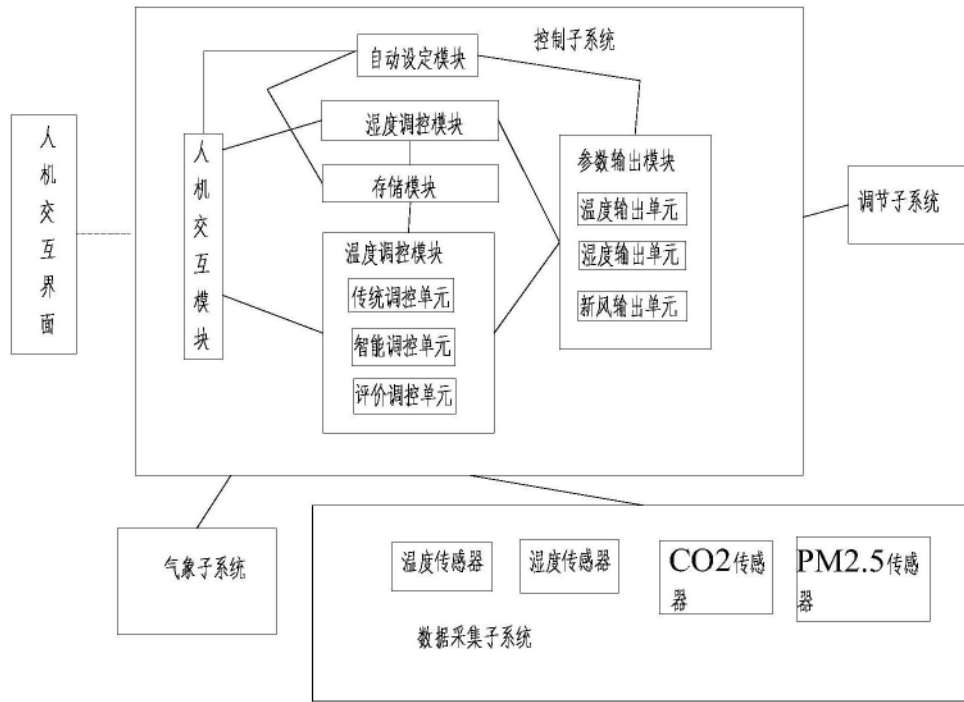 控制子系统
自动设定模块
湿度调控模块
存储模块
人
机
交
互
界
面
人
机
交
互
模
块
温度调控模块
传统调控单元
智能调控单元
评价调控单元
参数输出模块
温度输出单元
湿度输出单元
新风输出单元
调节子系统
气象子系统
温度传感器
湿度传感器
CO2传感
器
PM2.5传感
器
数据采集子系统